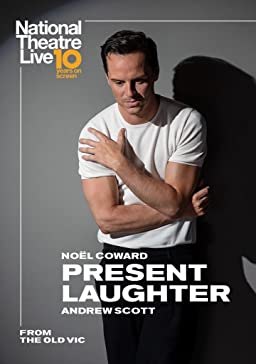 National
Theatre
Live 10
years on
screen
NOËL COWARD
PRESENT
LAUGHTER
ANDREW SCOTT
FROM
THE OLD VIC